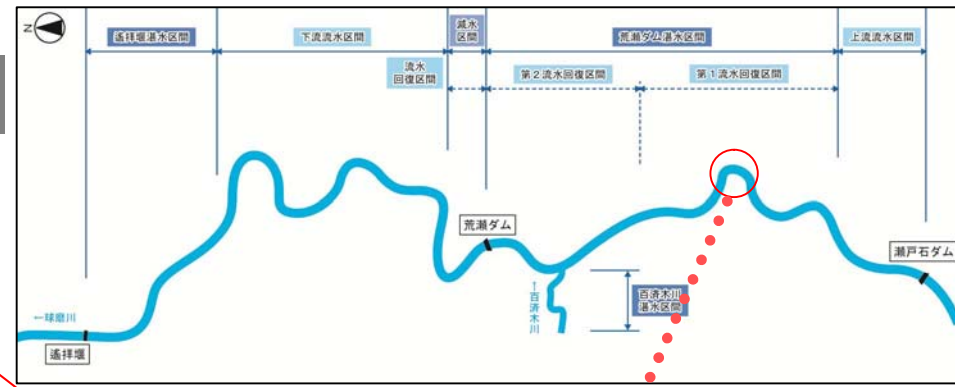 Z
遙拝堰湛水区間
下流流水区間
減水
区間
荒瀬ダム湛水区間
上流流水区間
流水
回復区間
第2流水回復区間
第1流水回復区間
荒瀬ダム
瀬戸石ダム
←百済木川
百済木川
湛水区間
←球磨川
遙拝堰